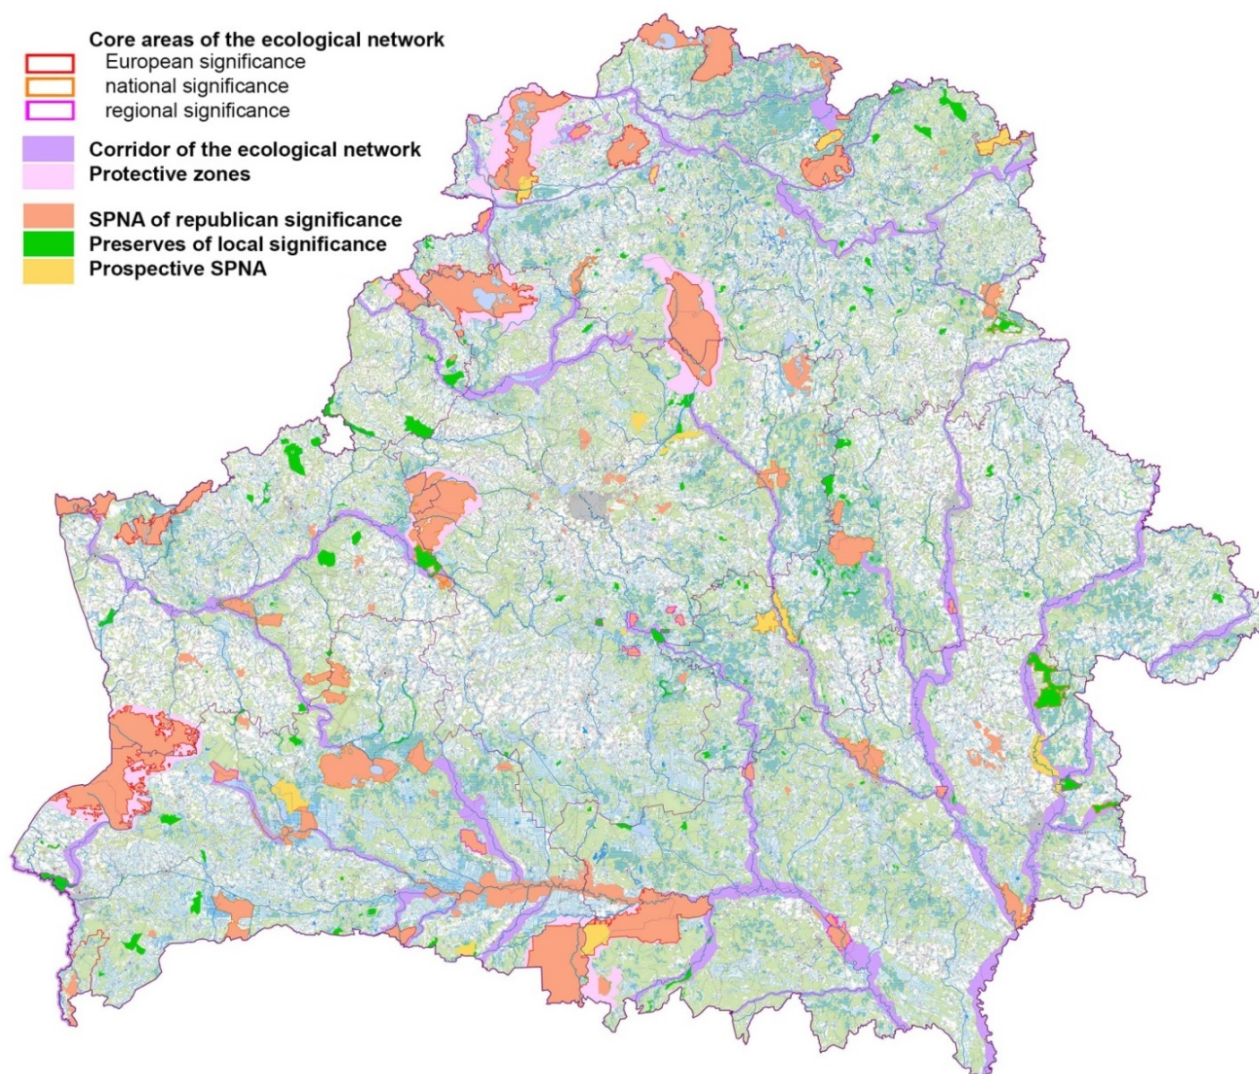 Core areas of the ecological network
European significance
national significance
regional significance
Corridor of the ecological network
Protective zones
SPNA of republican significance
Preserves of local significance
Prospective SPNA